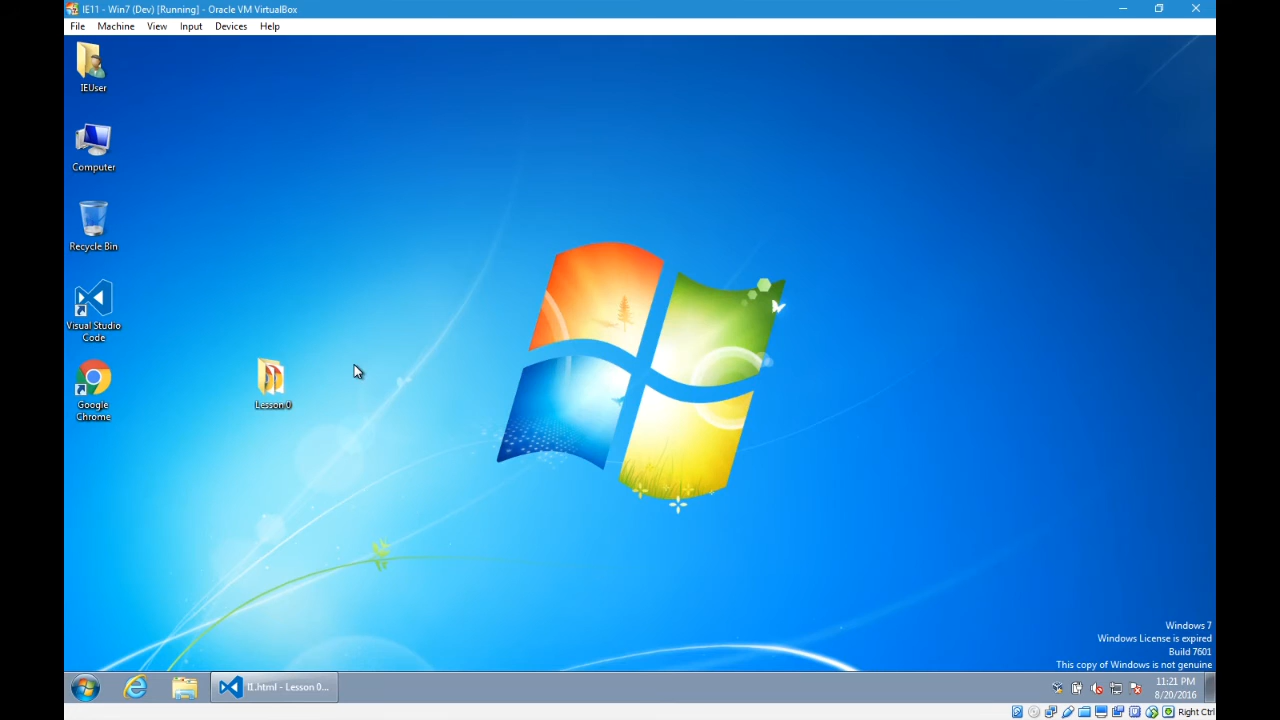 IE11 - Win7 (Dev) [Running] - Oracle VM VirtualBox
File Machine View Input Devices Help
IEUser
Computer
Recycle Bin
Visual Studio
Code
Google
Chrome
Lesson 0
Windows 7
Windows License is expired
Build 7601
This copy of Windows is not genuine
l1.html - Lesson 0...
11:21 PM
8/20/2016
Right Ctrl